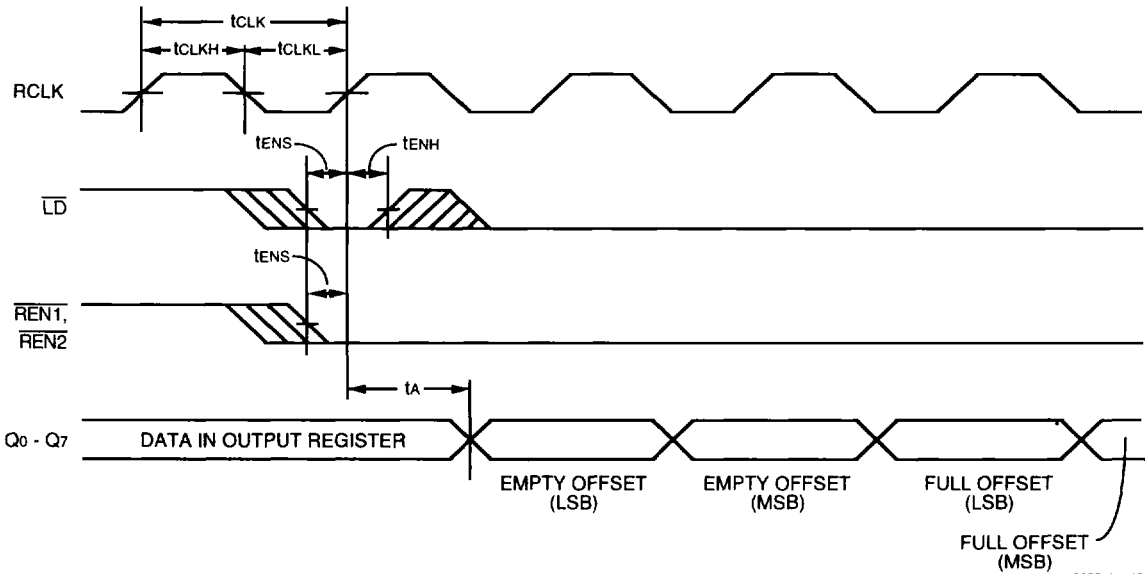 tCLK
tCLKH
tCLKL
RCLK
tENS
tENH
LD
tENS
REN1,
REN2
tA
Q0 - Q7
DATA IN OUTPUT REGISTER
EMPTY OFFSET
(LSB)
EMPTY OFFSET
(MSB)
FULL OFFSET
(LSB)
FULL OFFSET
(MSB)